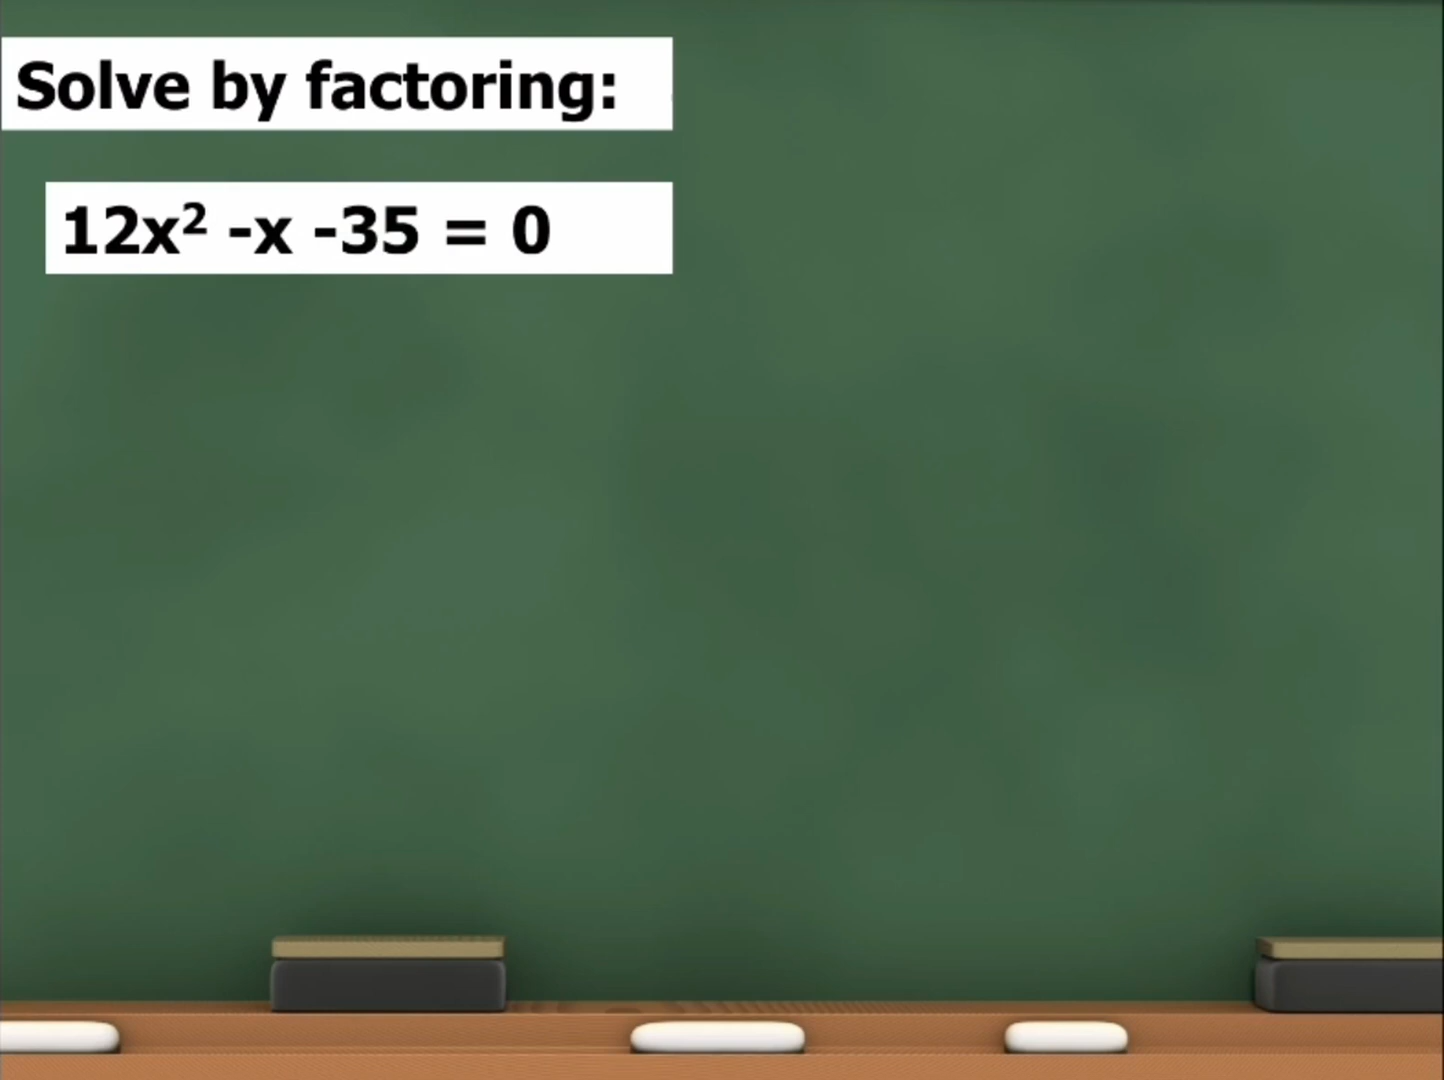 Solve by factoring:
12x² -x -35 = 0